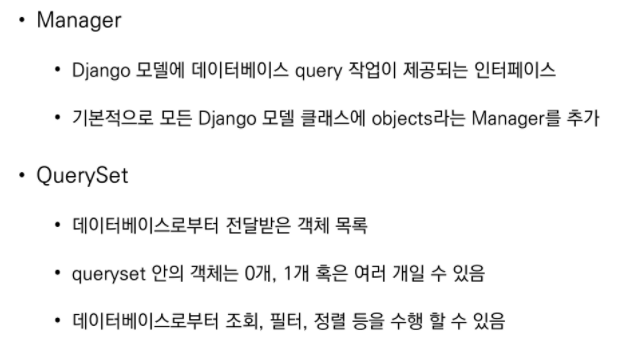 • Manager
• Django 모델에 데이터베이스 query 작업이 제공되는 인터페이스
• 기본적으로 모든 Django 모델 클래스에 objects라는 Manager를 추가
• QuerySet
• 데이터베이스로부터 전달받은 객체 목록
• queryset 안의 객체는 0개, 1개 혹은 여러 개일 수 있음
• 데이터베이스로부터 조회, 필터, 정렬 등을 수행 할 수 있음